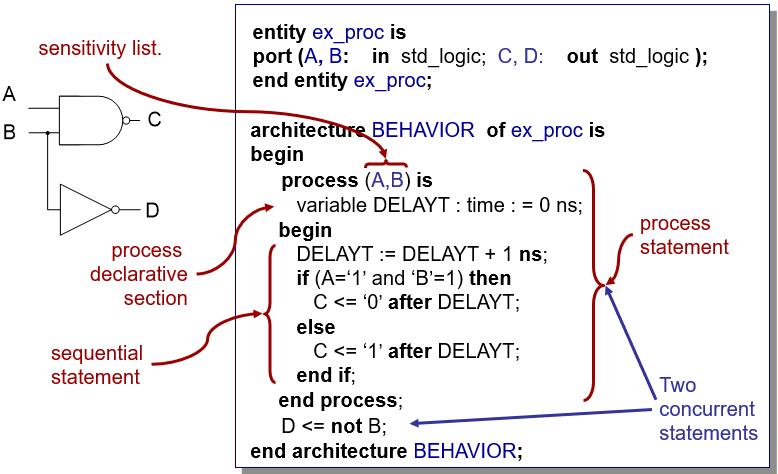 sensitivity list.
A
B
C
D
entity ex_proc is
port (A, B: in std_logic; C, D: out std_logic );
end entity ex_proc;
architecture BEHAVIOR of ex_proc is
begin
process (A,B) is
variable DELAYT : time : = 0 ns;
begin
DELAYT := DELAYT + 1 ns;
if (A=‘1’ and ‘B’=1) then
C <= ‘0’ after DELAYT;
else
C <= ‘1’ after DELAYT;
end if;
end process;
D <= not B;
end architecture BEHAVIOR;
process
declarative
section
sequential
statement
process
statement
Two
concurrent
statements